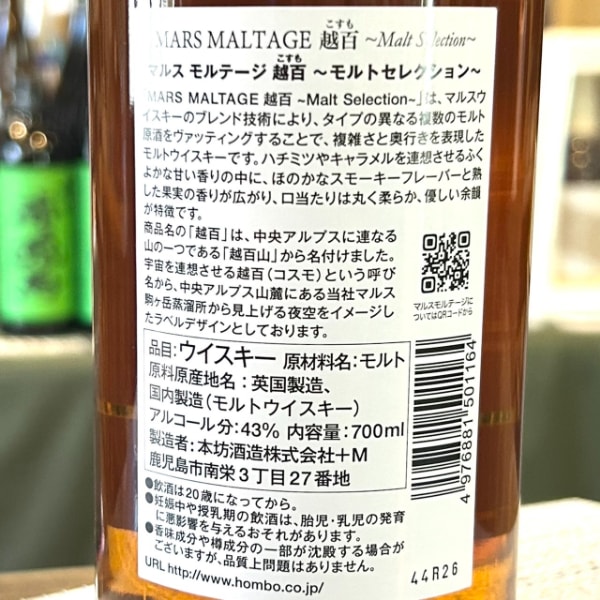 こすも
MARS MALTAGE 越百 ~Malt Selection~
こすも
マルス モルテージ 越百 ～モルトセレクション～
「MARS MALTAGE 越百 ~Malt Selection~」は、マルスウ
イスキーのブレンド技術により、タイプの異なる複数のモルト
原酒をヴァッティングすることで、複雑さと奥行きを表現した
モルトウイスキーです。ハチミツやキャラメルを連想させるふく
よかな甘い香りの中に、ほのかなスモーキーフレーバーと熟
した果実の香りが広がり、口当たりは丸く柔らか、優しい余韻
が特徴です。
商品名の「越百」は、中央アルプスに連なる
山の一つである「越百山」から名付けました。
宇宙を連想させる越百（コスモ）という呼び
名から、中央アルプス山麓にある当社マルス
駒ヶ岳蒸溜所から見上げる夜空をイメージし
たラベルデザインとしております。
マルスモルテージに
ついてはQRコードから
品目：ウイスキー 原材料名：モルト
原料原産地名：英国製造、
国内製造（モルトウイスキー）
アルコール分：43% 内容量：700ml
製造者：本坊酒造株式会社+M
鹿児島市南栄3丁目27番地
4 976881 501164
●飲酒は20歳になってから。
●妊娠中や授乳期の飲酒は、胎児・乳児の発育
に悪影響を与えるおそれがあります。
●香味成分や樽成分の一部が沈殿する場合が
ございますが、品質上問題はありません。
URL http://www.hombo.co.jp/
44R26